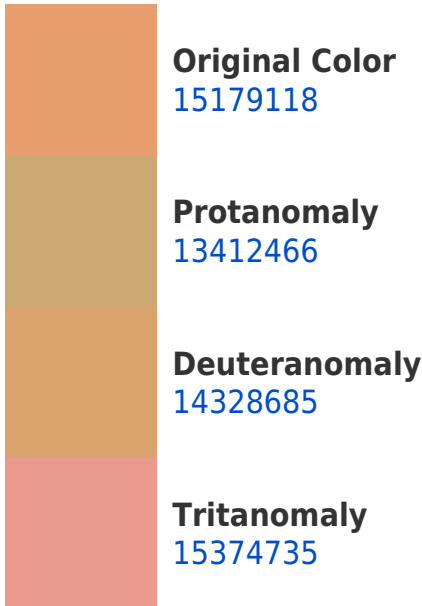 Original Color
15179118
Protanomaly
13412466
Deuteranomaly
14328685
Tritanomaly
15374735